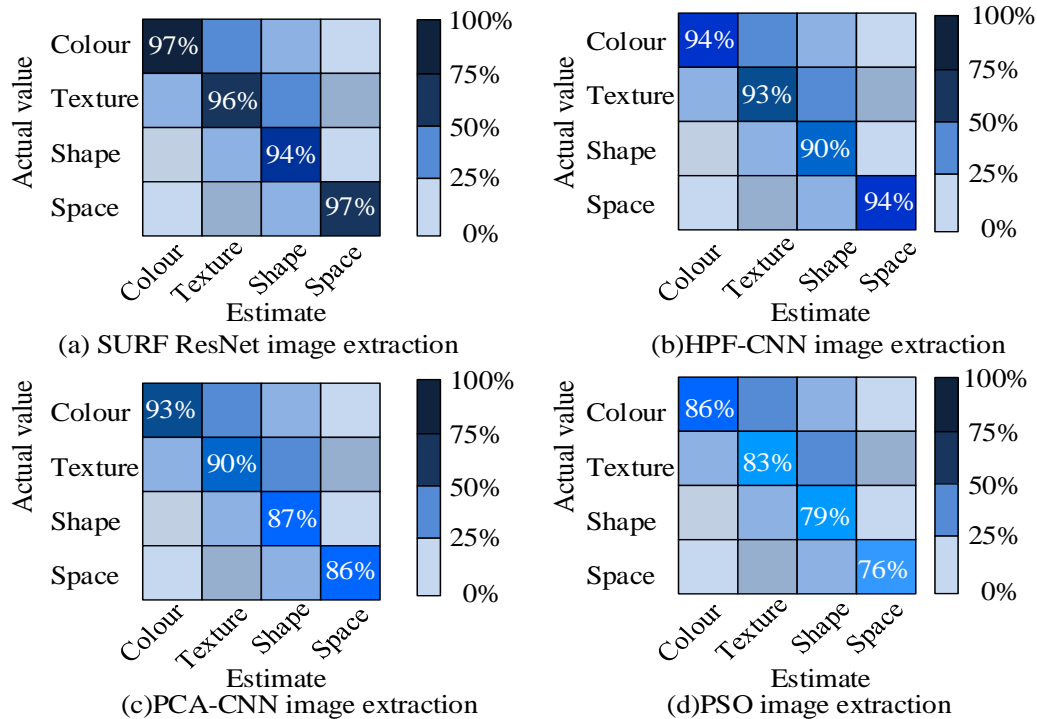 Actual value
Colour 97% 100%
Texture 96% 75%
Shape 94% 50%
Space 97% 25%
0%
Colour Texture Shape Space
Estimate
(a) SURF ResNet image extraction
Actual value
Colour 94% 100%
Texture 93% 75%
Shape 90% 50%
Space 94% 25%
0%
Colour Texture Shape Space
Estimate
(b)HPF-CNN image extraction
Actual value
Colour 93% 100%
Texture 90% 75%
Shape 87% 50%
Space 86% 25%
0%
Colour Texture Shape Space
Estimate
(c)PCA-CNN image extraction
Actual value
Colour 86% 100%
Texture 83% 75%
Shape 79% 50%
Space 76% 25%
0%
Colour Texture Shape Space
Estimate
(d)PSO image extraction